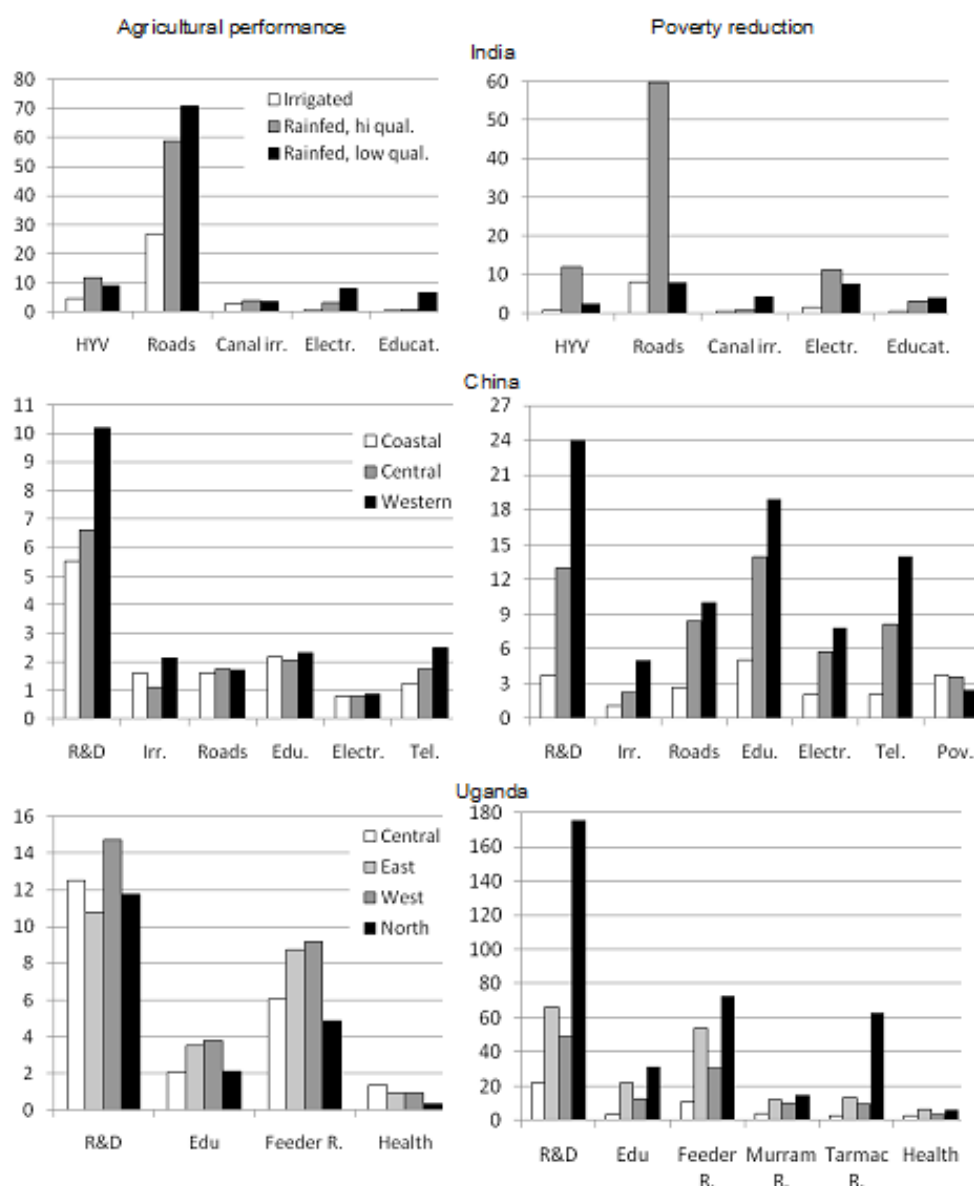 Agricultural performance Poverty reduction
India
80
70
60
50
40
30
20
10
0
Irrigated
Rainfed, hi qual.
Rainfed, low qual.
HYV Roads Canal irr. Electr. Educat.
60
50
40
30
20
10
0
HYV Roads Canal irr. Electr. Educat.
China
11
10
9
8
7
6
5
4
3
2
1
0
Coastal
Central
Western
R&D Irr. Roads Edu. Electr. Tel.
27
24
21
18
15
12
9
6
3
0
R&D Irr. Roads Edu. Electr. Tel. Pov.
Uganda
16
14
12
10
8
6
4
2
0
Central
East
West
North
R&D Edu Feeder R. Health
180
160
140
120
100
80
60
40
20
0
R&D Edu Feeder Murram Tarmac Health
R. R. R.